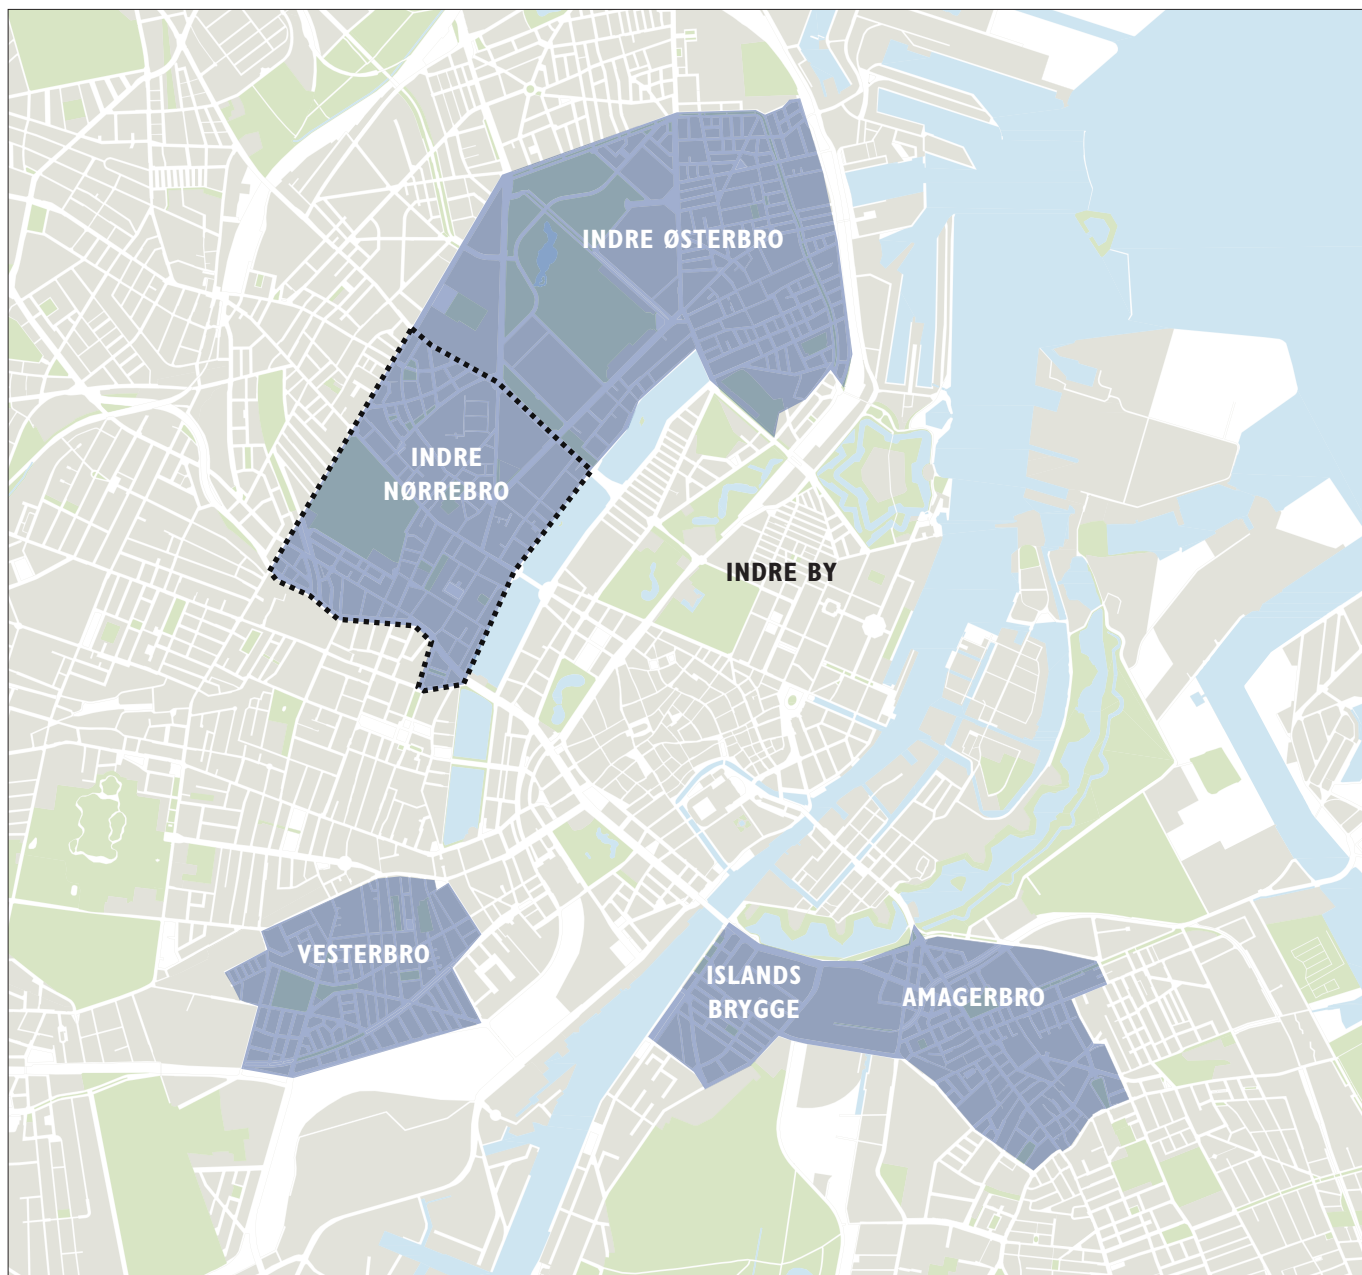 INDRE ØSTERBRO
INDRE
NØRREBRO
INDRE BY
VESTERBRO
ISLANDS
BRYGGE
AMAGERBRO